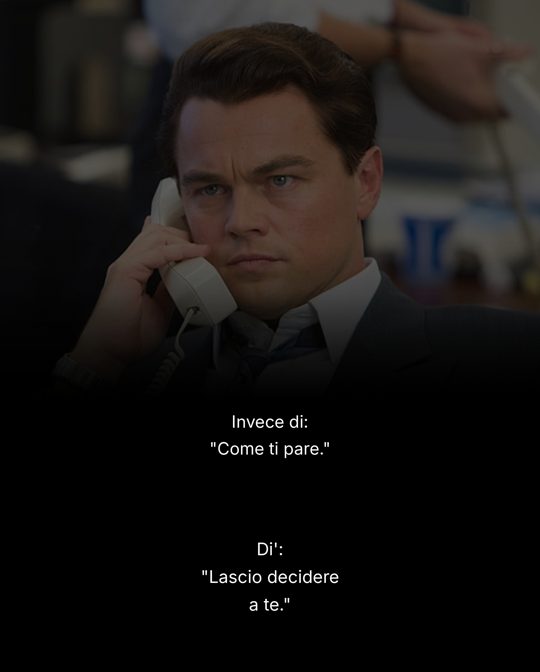 Invece di:
"Come ti pare."
Di':
"Lascio decidere
a te."